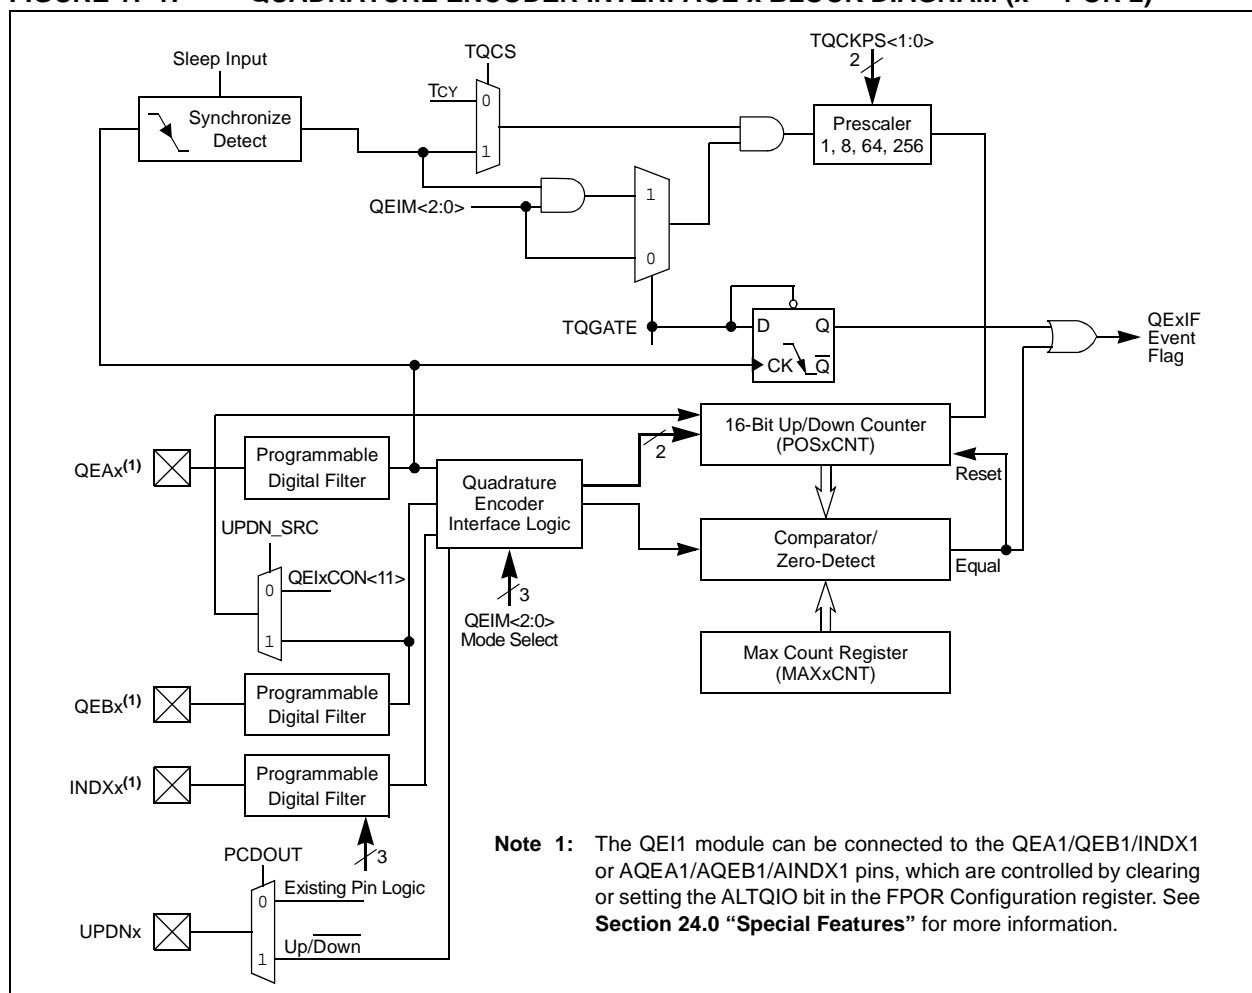 Sleep Input
Synchronize
Detect
TQCS
TCY
0
1
QEIM<2:0>
1
0
TQCKPS<1:0>
2
Prescaler
1, 8, 64, 256
TQGATE
D
Q
CK
Q
QExIF
Event
Flag
16-Bit Up/Down Counter
(POSxCNT)
2
Reset
Comparator/
Zero-Detect
Equal
Max Count Register
(MAXxCNT)
QEAx(1)
Programmable
Digital Filter
Quadrature
Encoder
Interface Logic
3
QEIM<2:0>
Mode Select
UPDN_SRC
0
QEIxCON<11>
1
QEBx(1)
Programmable
Digital Filter
INDXx(1)
Programmable
Digital Filter
3
PCDOUT
Existing Pin Logic
0
UPDNx
Up/Down
1
Note 1: The QEI1 module can be connected to the QEA1/QEB1/INDX1
or AQEA1/AQEB1/AINDX1 pins, which are controlled by clearing
or setting the ALTQIO bit in the FPOR Configuration register. See
Section 24.0 “Special Features” for more information.